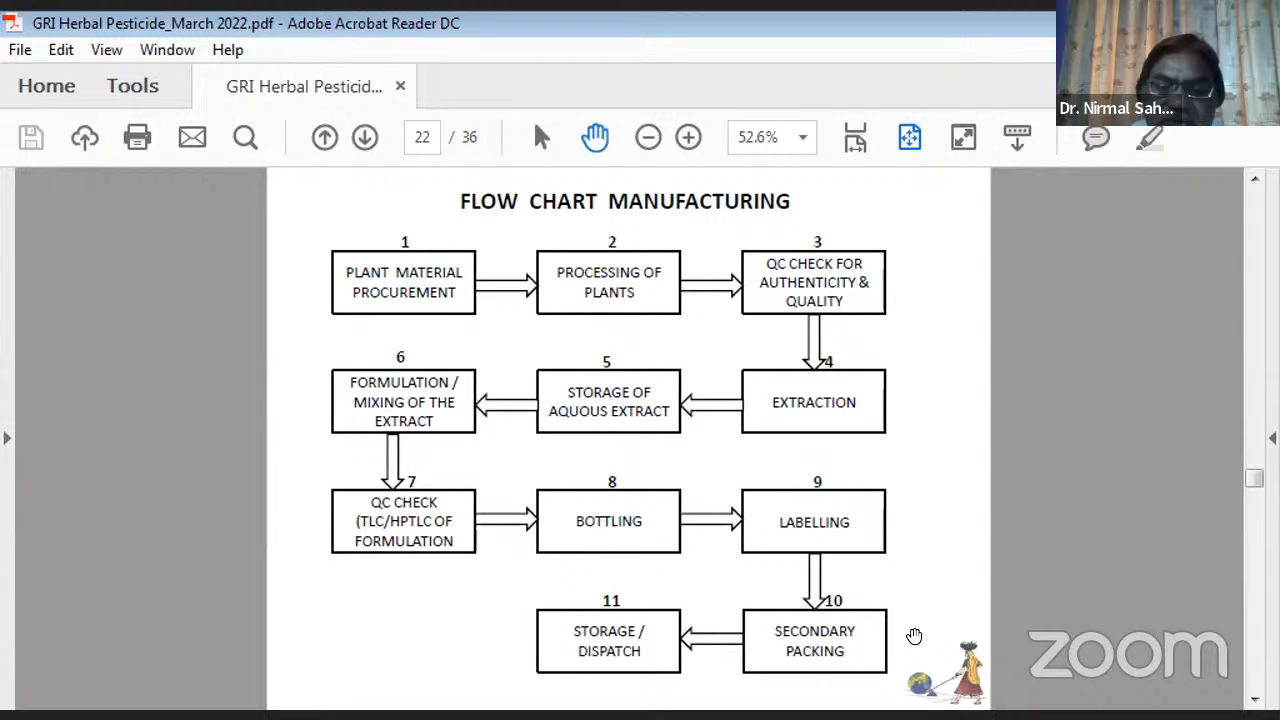 GRI Herbal Pesticide_March 2022.pdf - Adobe Acrobat Reader DC
File Edit View Window Help
Home Tools GRI Herbal Pesticid... ×
Dr. Nirmal Sah...
22 / 36 52.6%
FLOW CHART MANUFACTURING
1
PLANT MATERIAL
PROCUREMENT
2
PROCESSING OF
PLANTS
3
QC CHECK FOR
AUTHENTICITY &
QUALITY
4
EXTRACTION
5
STORAGE OF
AQUOUS EXTRACT
6
FORMULATION /
MIXING OF THE
EXTRACT
7
QC CHECK
(TLC/HPTLC OF
FORMULATION
8
BOTTLING
9
LABELLING
10
SECONDARY
PACKING
11
STORAGE /
DISPATCH
zoom